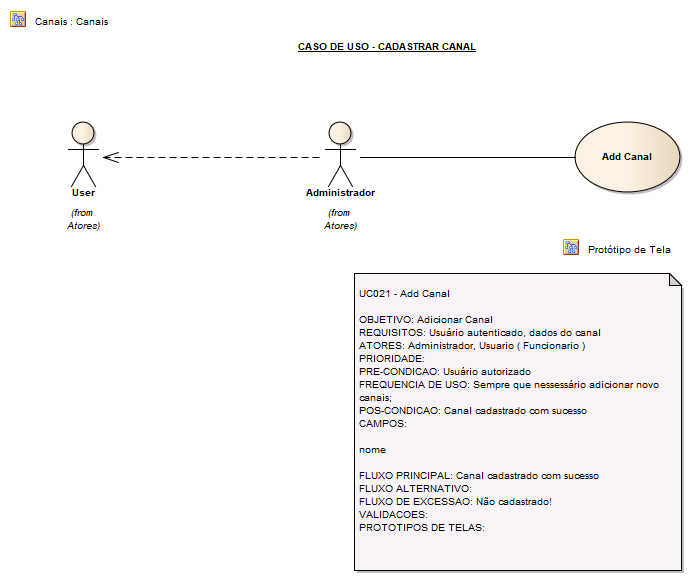 Canais : Canais
CASO DE USO - CADASTRAR CANAL
User
(from
Atores)
Administrador
(from
Atores)
Add Canal
Protótipo de Tela
UC021 - Add Canal
OBJETIVO: Adicionar Canal
REQUISITOS: Usuário autenticado, dados do canal
ATORES: Administrador, Usuario ( Funcionario )
PRIORIDADE:
PRE-CONDICAO: Usuário autorizado
FREQUENCIA DE USO: Sempre que nessessário adicionar novo
canais;
POS-CONDICAO: Canal cadastrado com sucesso
CAMPOS:
nome
FLUXO PRINCIPAL: Canal cadastrado com sucesso
FLUXO ALTERNATIVO:
FLUXO DE EXCESSAO: Não cadastrado!
VALIDACOES:
PROTOTIPOS DE TELAS: